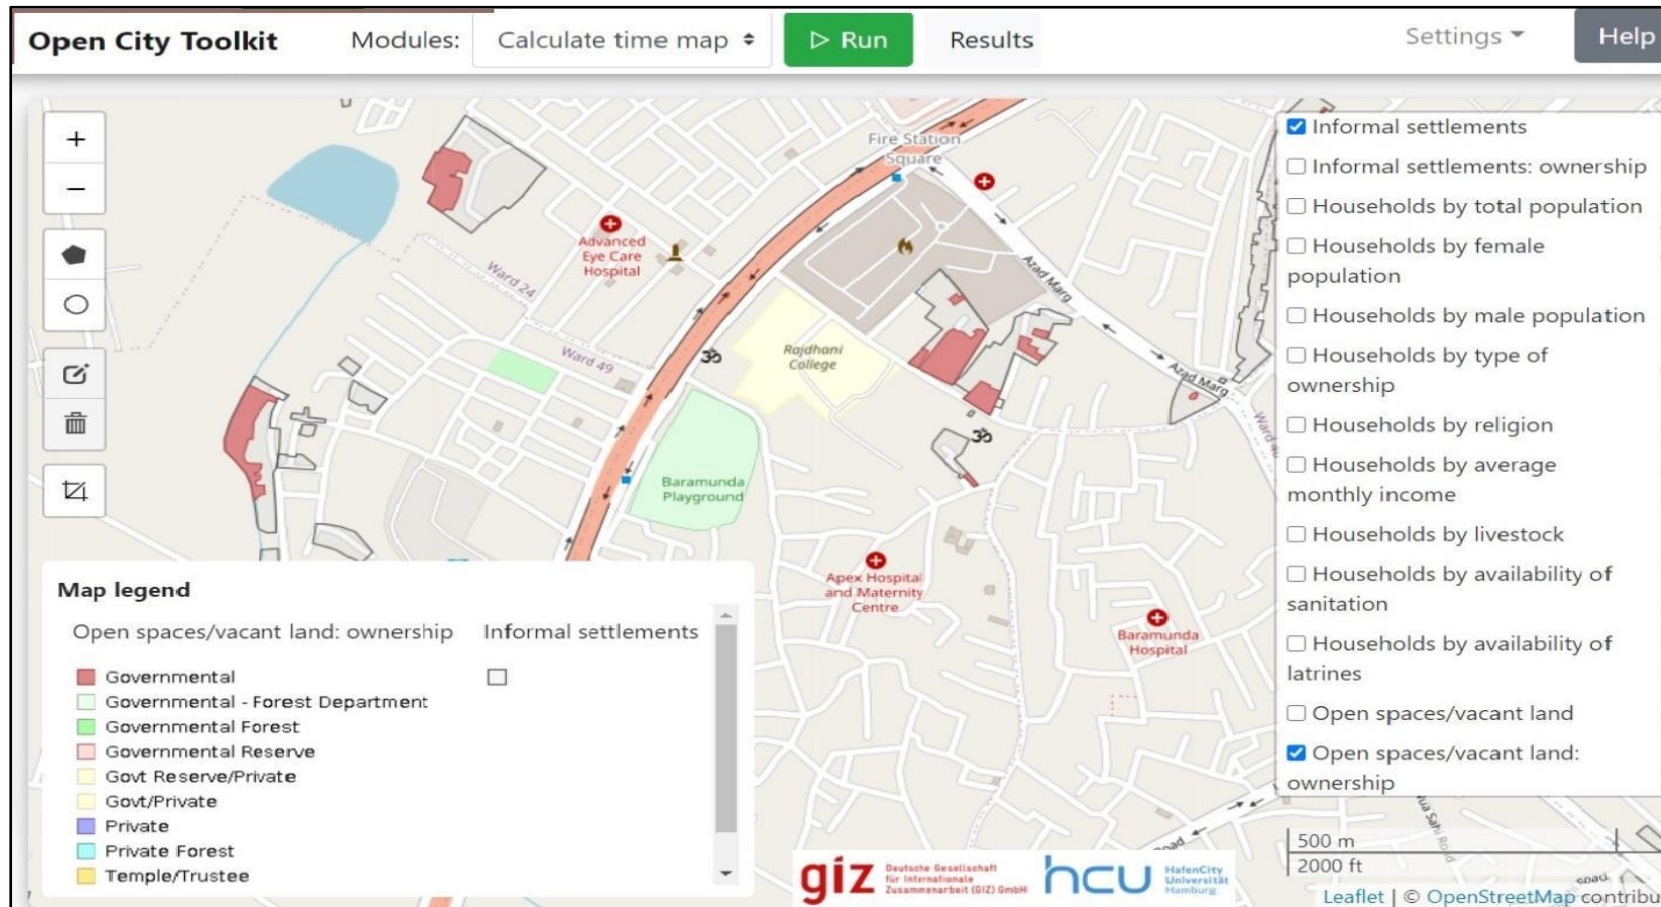 Open City Toolkit
Modules:
Calculate time map
Run
Results
Settings
Help
+
−
Fire Station
Square
Advanced
Eye Care
Hospital
Ward 24
Azad Marg
Rajdhani
College
Ward 49
Azad Marg
Baramunda
Playground
Apex Hospital
and Maternity
Centre
Baramunda
Hospital
Informal settlements
Informal settlements: ownership
Households by total population
Households by female
population
Households by male population
Households by type of
ownership
Households by religion
Households by average
monthly income
Households by livestock
Households by availability of
sanitation
Households by availability of
latrines
Open spaces/vacant land
Open spaces/vacant land:
ownership
Map legend
Open spaces/vacant land: ownership
Informal settlements
Governmental
Governmental - Forest Department
Governmental Forest
Governmental Reserve
Govt Reserve/Private
Govt/Private
Private
Private Forest
Temple/Trustee
giz
Deutsche Gesellschaft
für Internationale
Zusammenarbeit (GIZ) GmbH
hcu
HafenCity
Universität
Hamburg
500 m
2000 ft
Leaflet | © OpenStreetMap contribu